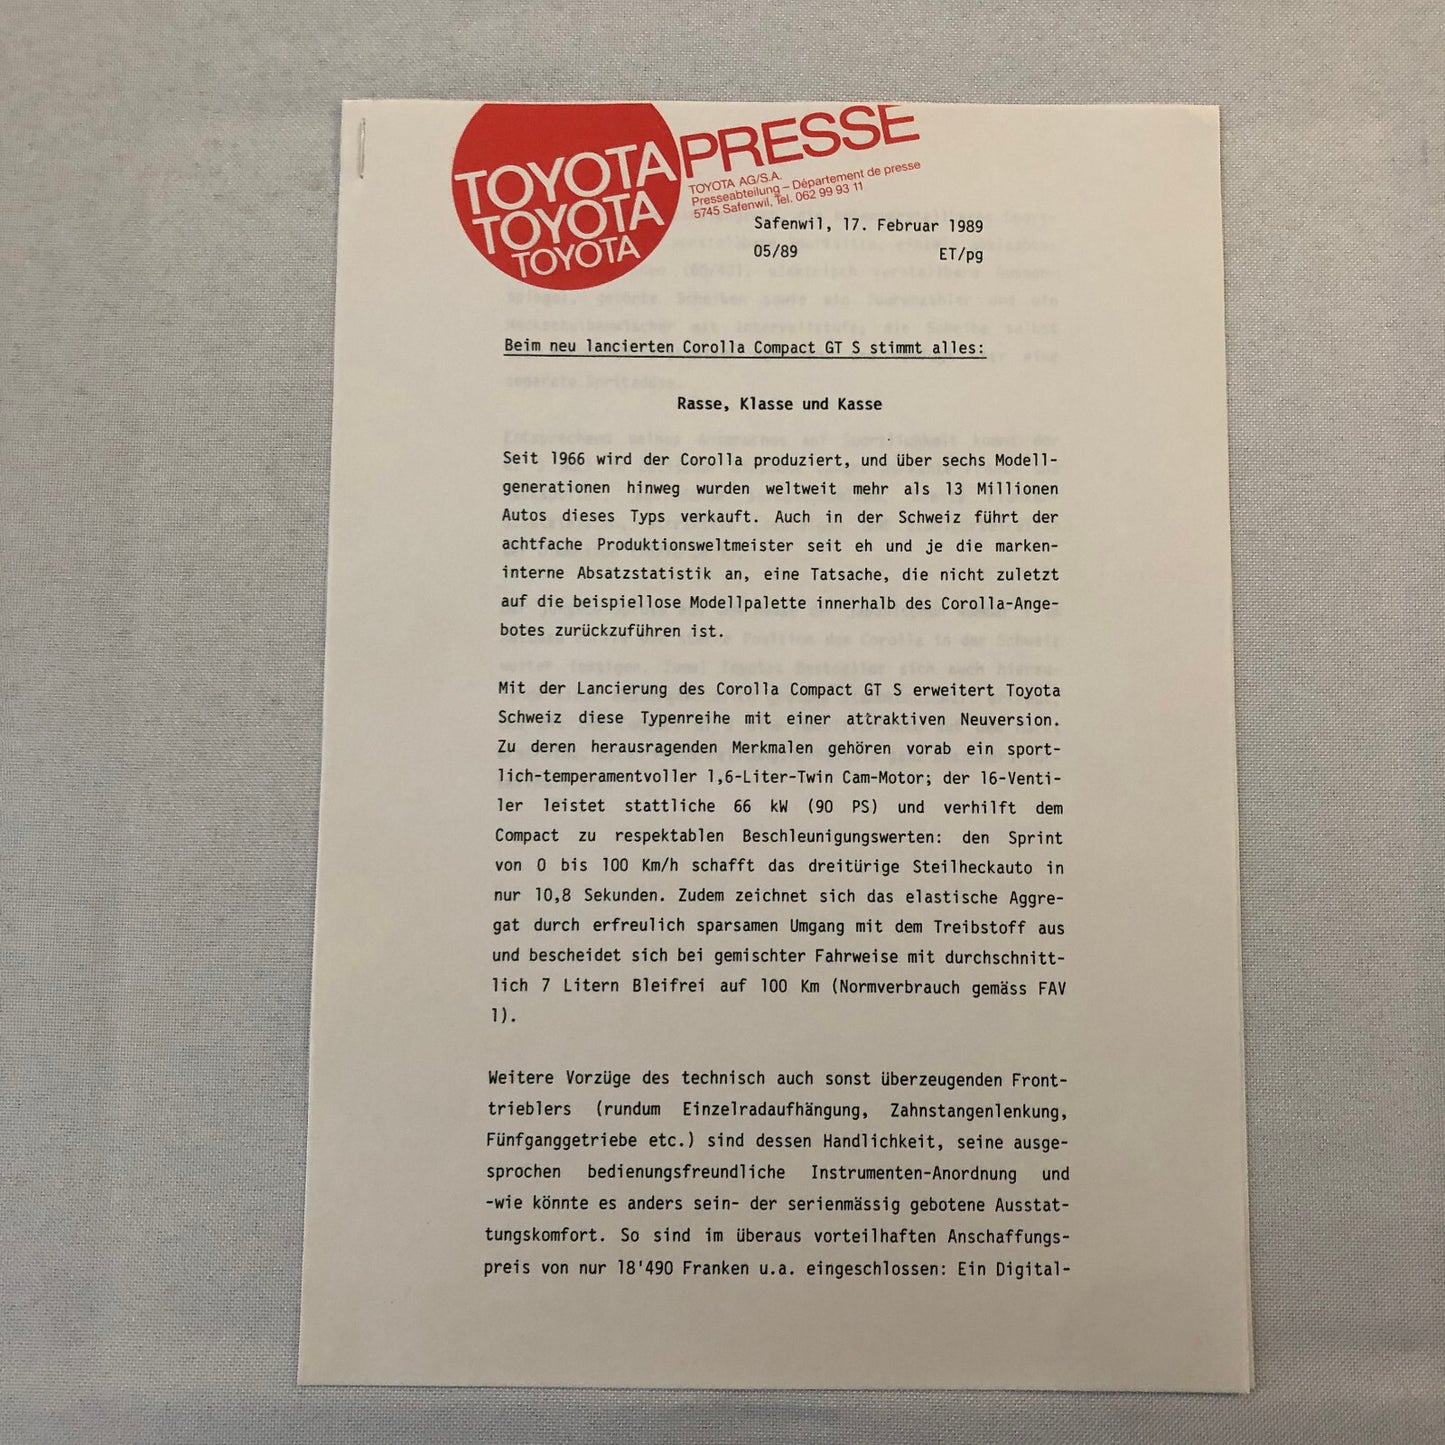 TOYOTA PRESSE
TOYOTA
TOYOTA
TOYOTA AG/S.A.
Presseabteilung – Département de presse
5745 Safenwil, Tel. 062 99 93 11
Safenwil, 17. Februar 1989
05/89 ET/pg
Beim neu lancierten Corolla Compact GT S stimmt alles:
Rasse, Klasse und Kasse
Seit 1966 wird der Corolla produziert, und über sechs Modell-
generationen hinweg wurden weltweit mehr als 13 Millionen
Autos dieses Typs verkauft. Auch in der Schweiz führt der
achtfache Produktionsweltmeister seit eh und je die marken-
interne Absatzstatistik an, eine Tatsache, die nicht zuletzt
auf die beispiellose Modellpalette innerhalb des Corolla-Ange-
botes zurückzuführen ist.
Mit der Lancierung des Corolla Compact GT S erweitert Toyota
Schweiz diese Typenreihe mit einer attraktiven Neuversion.
Zu deren herausragenden Merkmalen gehören vorab ein sport-
lich-temperamentvoller 1,6-Liter-Twin Cam-Motor; der 16-Venti-
ler leistet stattliche 66 kW (90 PS) und verhilft dem
Compact zu respektablen Beschleunigungswerten: den Sprint
von 0 bis 100 Km/h schafft das dreitürige Steilheckauto in
nur 10,8 Sekunden. Zudem zeichnet sich das elastische Aggre-
gat durch erfreulich sparsamen Umgang mit dem Treibstoff aus
und bescheidet sich bei gemischter Fahrweise mit durchschnitt-
lich 7 Litern Bleifrei auf 100 Km (Normverbrauch gemäss FAV
1).
Weitere Vorzüge des technisch auch sonst überzeugenden Front-
trieblers (rundum Einzelradaufhängung, Zahnstangenlenkung,
Fünfganggetriebe etc.) sind dessen Handlichkeit, seine ausge-
sprochen bedienungsfreundliche Instrumenten-Anordnung und
-wie könnte es anders sein- der serienmässig gebotene Ausstat-
tungskomfort. So sind im überaus vorteilhaften Anschaffungs-
preis von nur 18'490 Franken u.a. eingeschlossen: Ein Digital-